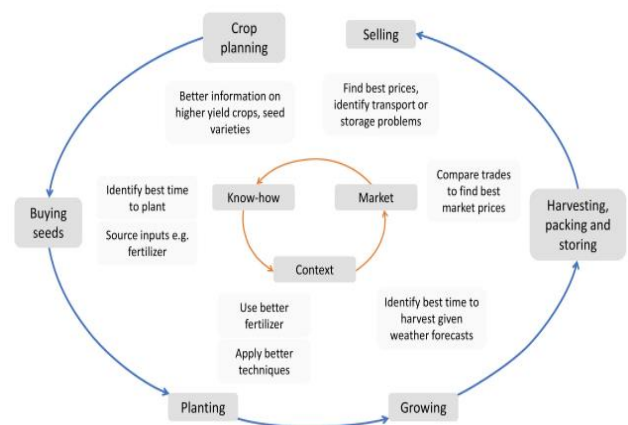 Crop
planning
Selling
Better information on
higher yield crops, seed
varieties
Find best prices,
identify transport or
storage problems
Identify best time
to plant
Know-how
Market
Compare trades
to find best
market prices
Buying
seeds
Source inputs e.g.
fertilizer
Harvesting,
packing and
storing
Context
Use better
fertilizer
Identify best time to
harvest given
weather forecasts
Apply better
techniques
Planting
Growing